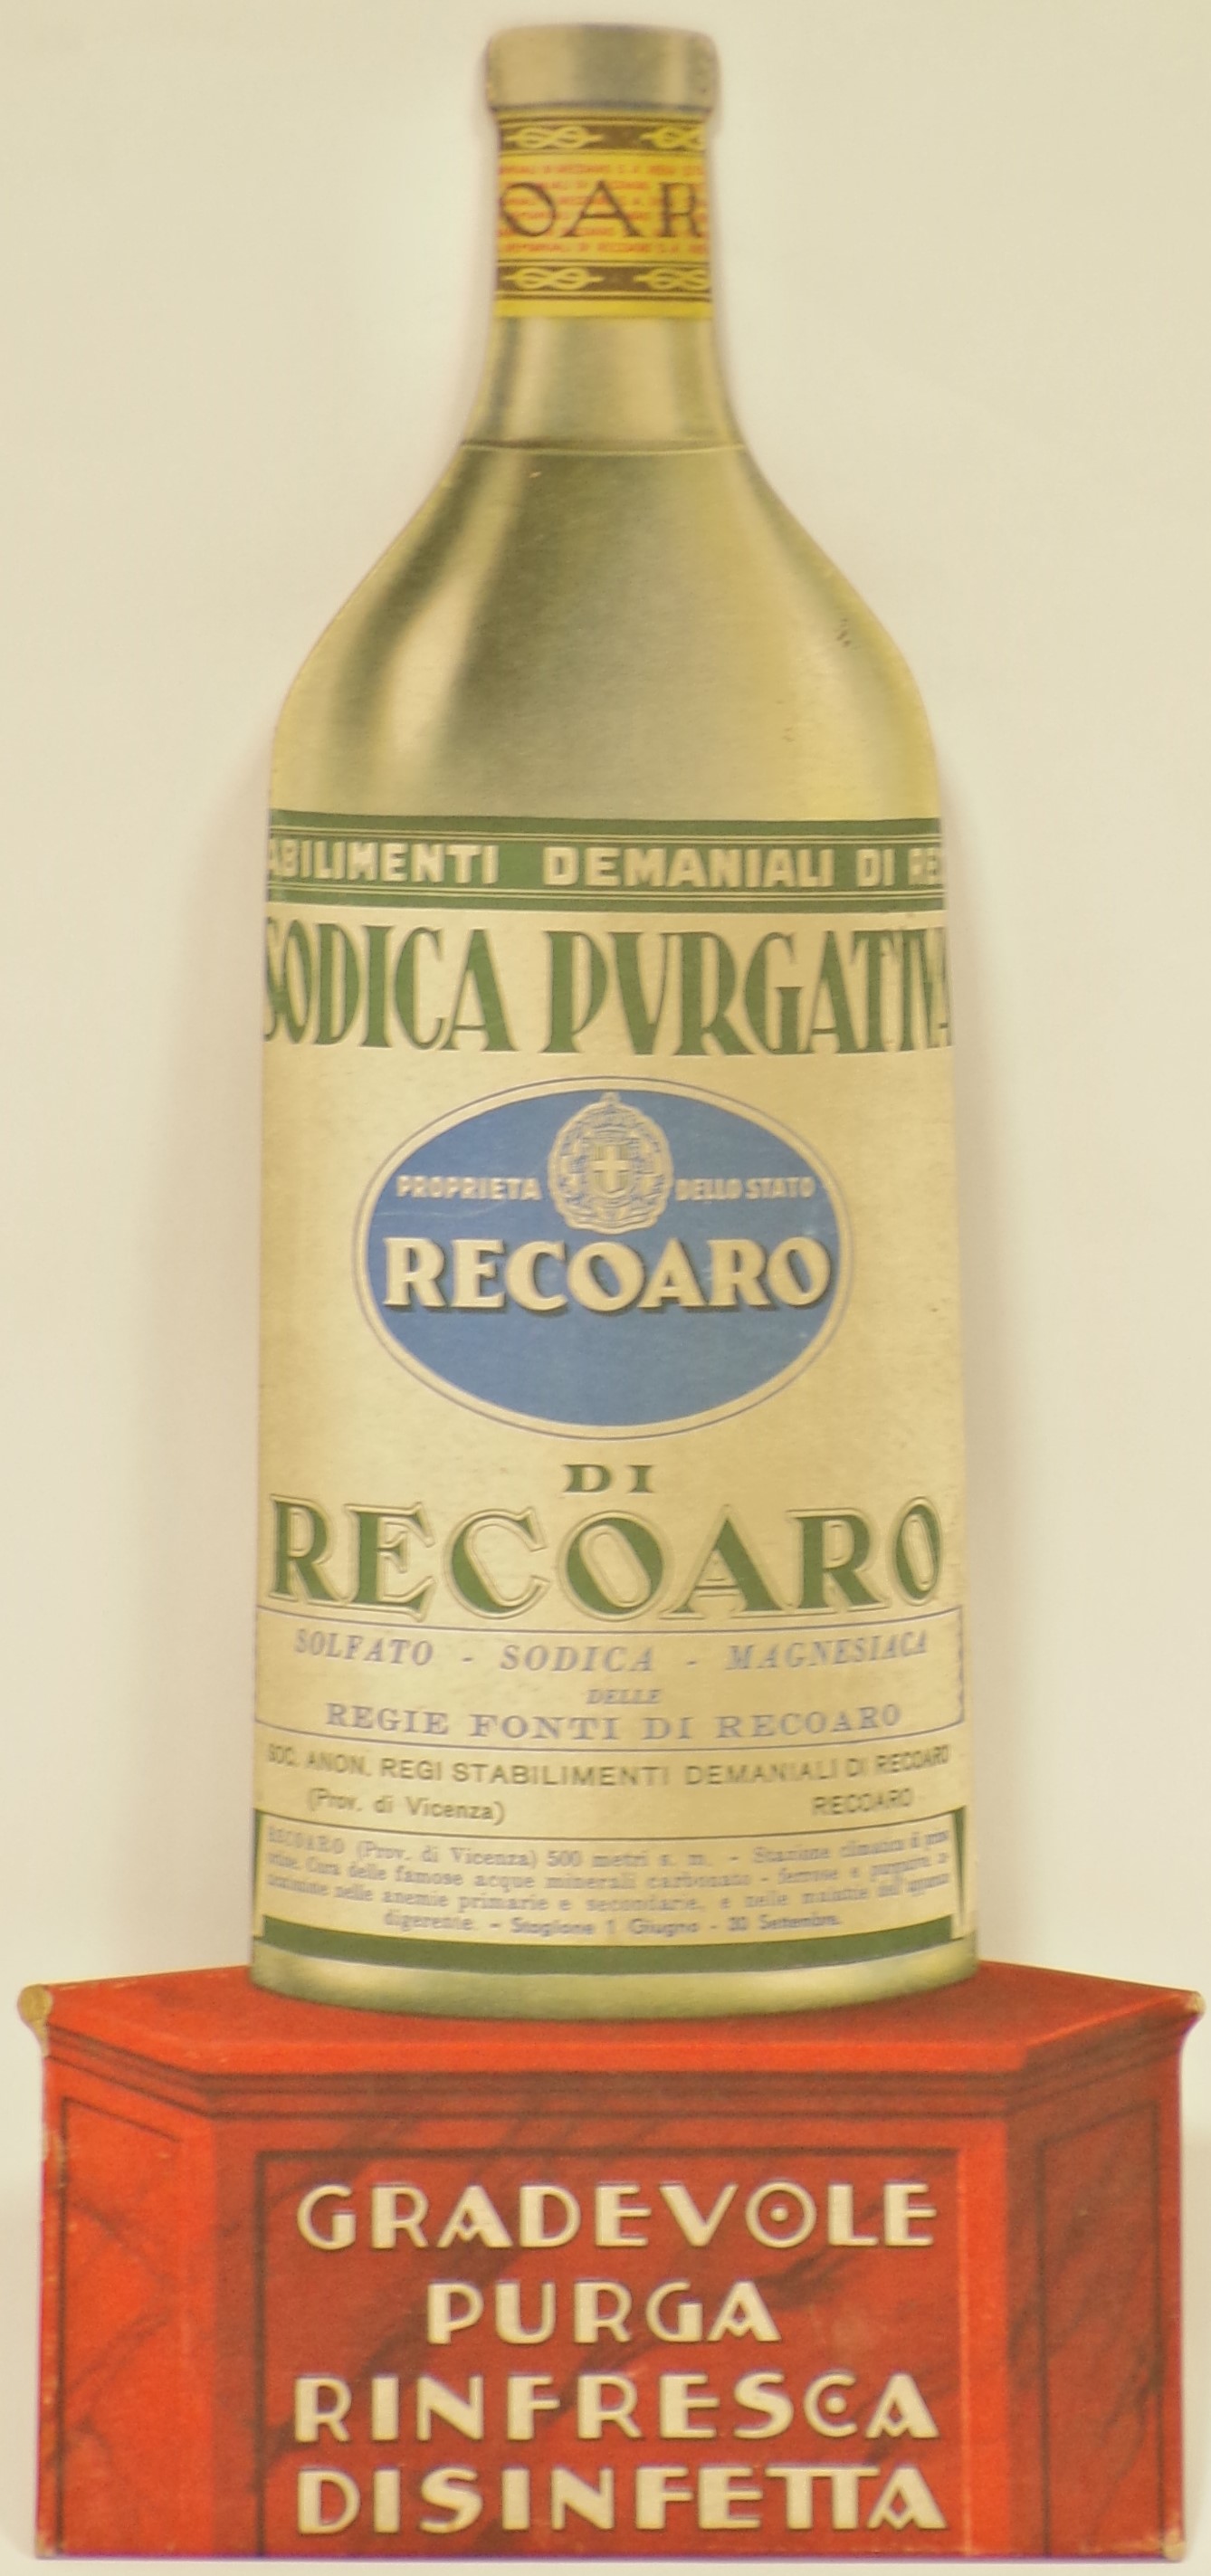 OAR
ABILIMENTI DEMANIALI DI RE
SODICA PVRGATIVA
PROPRIETA DELLO STATO
RECOARO
DI
RECOARO
SOLFATO - SODICA - MAGNESIACA
DELLE
REGIE FONTI DI RECOARO
SOC. ANON. REGI STABILIMENTI DEMANIALI DI RECOARO
(Prov. di Vicenza) RECOARO
RECOARO (Prov. di Vicenza) 500 metri s. m. - Stazione climatica di
Cura delle famose acque minerali carbonato - ferrose e purgative
nelle anemie primarie e secondarie, e nelle malattie dell'apparato
digerente. - Stagione 1 Giugno - 30 Settembre.
GRADEVOLE
PURGA
RINFRESCA
DISINFETTA